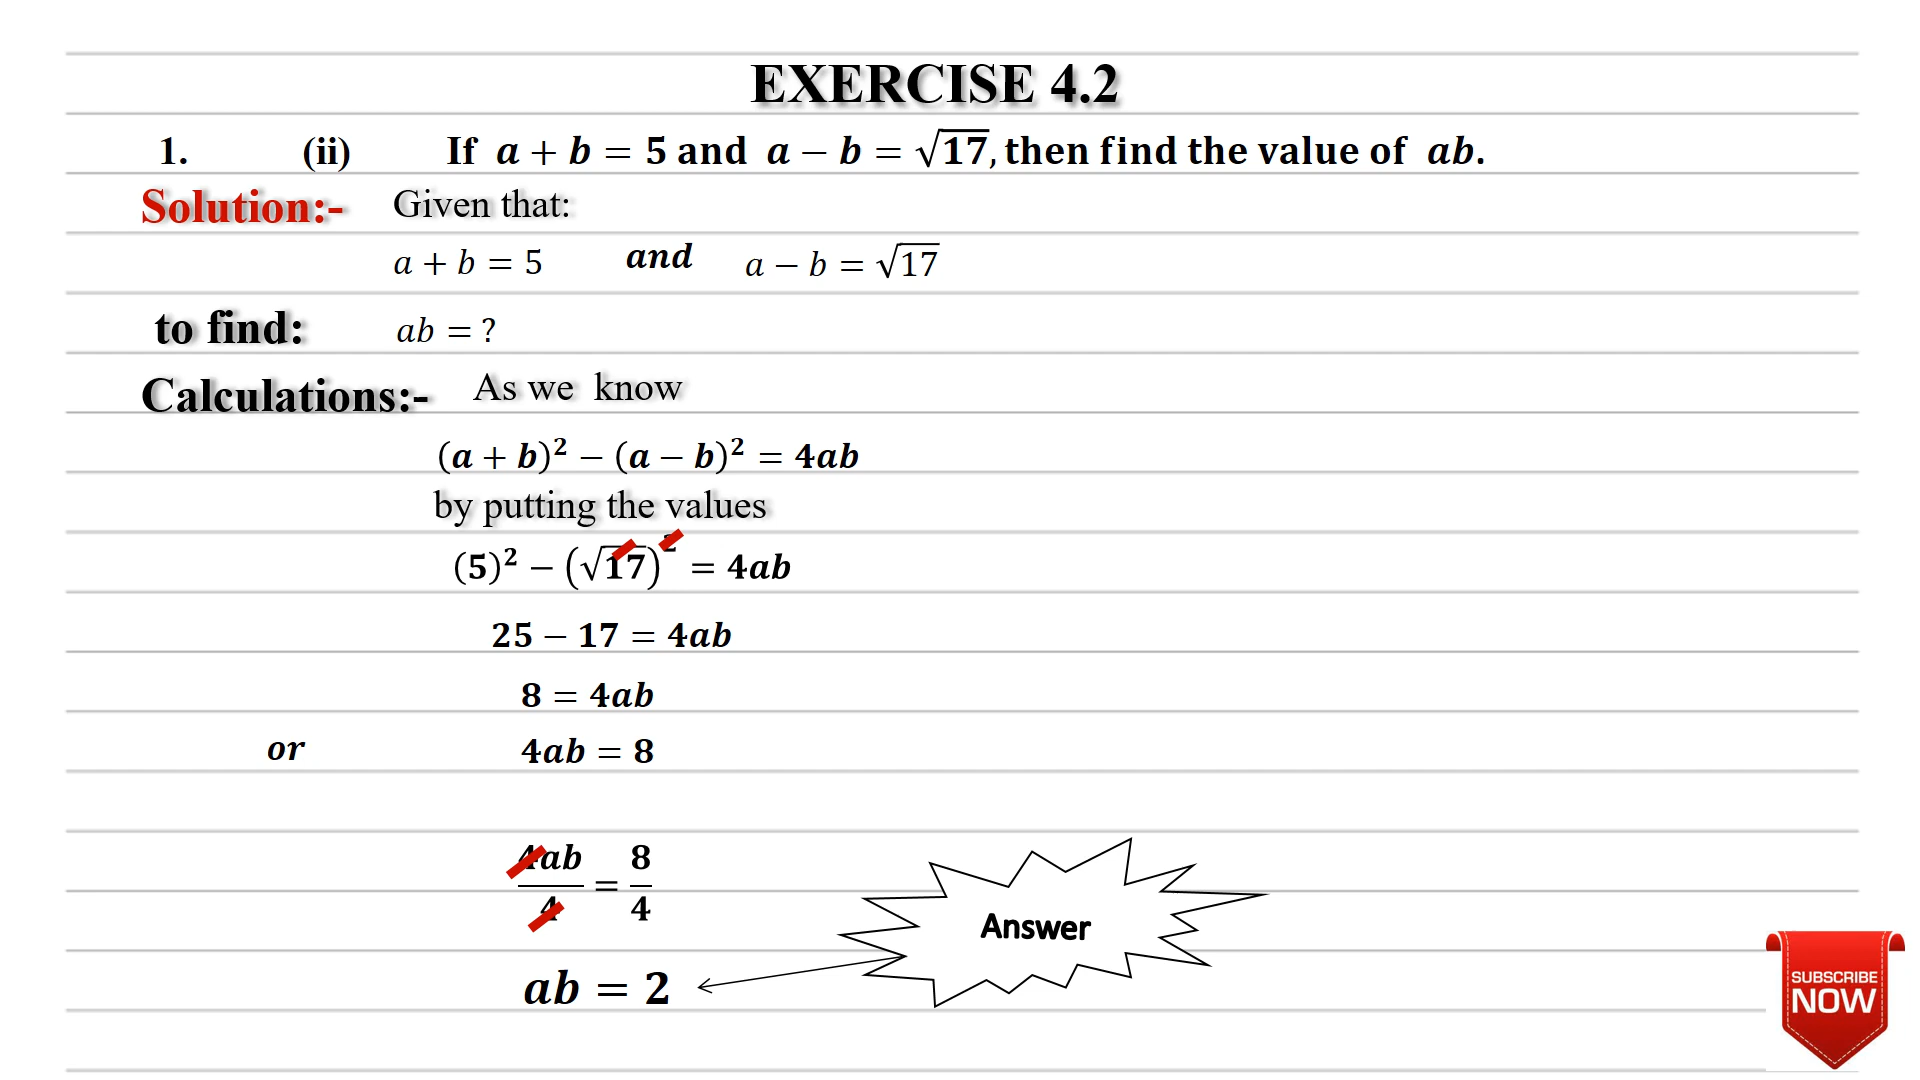 EXERCISE 4.2
1. (ii) If a + b = 5 and a − b = √17, then find the value of ab.
Solution:- Given that:
a + b = 5 and a − b = √17
to find: ab = ?
Calculations:- As we know
(a + b)² − (a − b)² = 4ab
by putting the values
(5)² − (√17)² = 4ab
25 − 17 = 4ab
8 = 4ab
or 4ab = 8
4ab/4 = 8/4
Answer
ab = 2
SUBSCRIBE
NOW